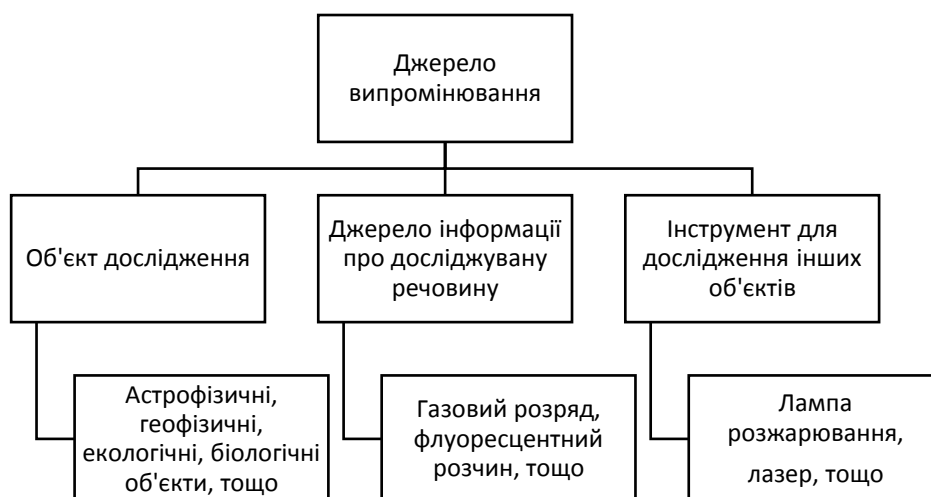 Джерело
випромінювання
Об'єкт дослідження
Джерело інформації
про досліджувану
речовину
Інструмент для
дослідження інших
об'єктів
Астрофізичні,
геофізичні,
екологічні, біологічні
об'єкти, тощо
Газовий розряд,
флуоресцентний
розчин, тощо
Лампа
розжарювання,
лазер, тощо